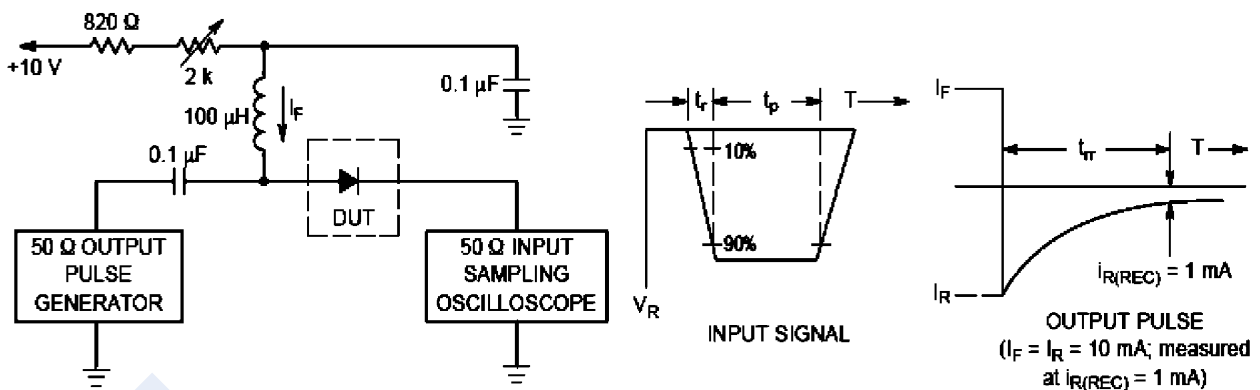 820 Ω
+10 V
2 k
100 µH
I_F
0.1 µF
0.1 µF
DUT
50 Ω OUTPUT
PULSE
GENERATOR
50 Ω INPUT
SAMPLING
OSCILLOSCOPE
t_r
t_p
T
10%
90%
V_R
INPUT SIGNAL
I_F
t_rr
T
I_R
i_R(REC) = 1 mA
OUTPUT PULSE
(I_F = I_R = 10 mA; measured
at i_R(REC) = 1 mA)